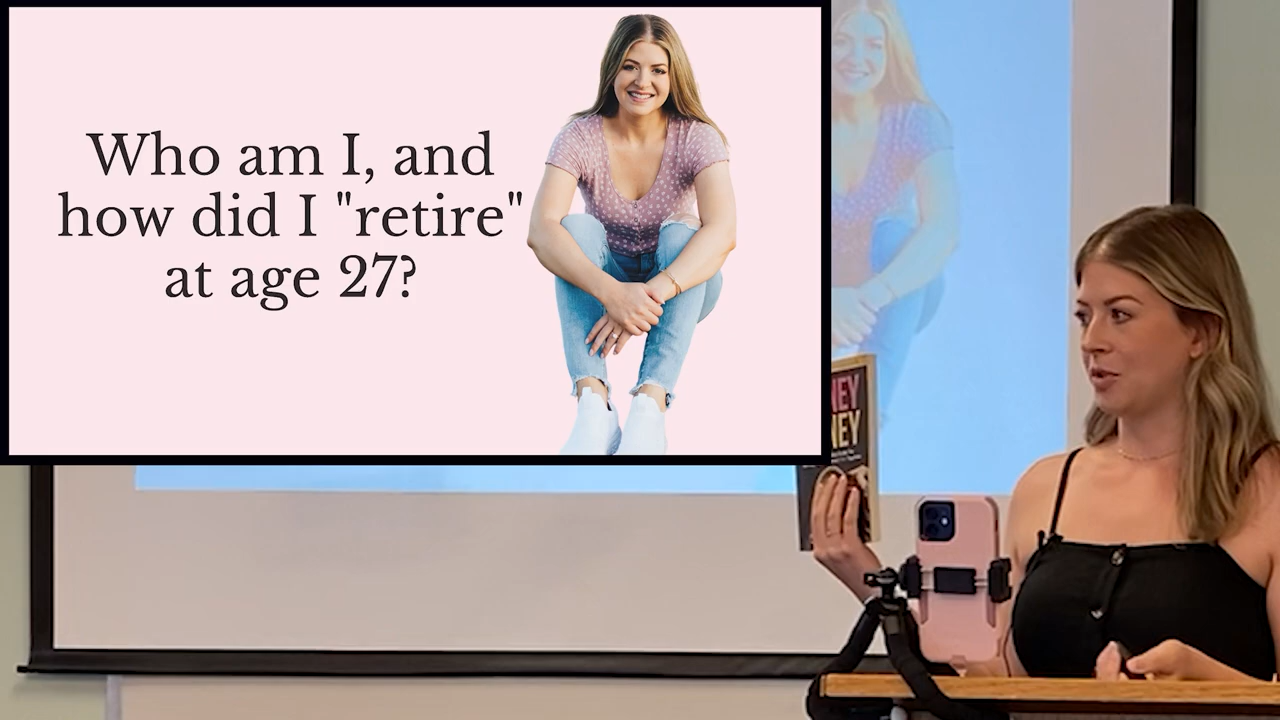 Who am I, and
how did I "retire"
at age 27?